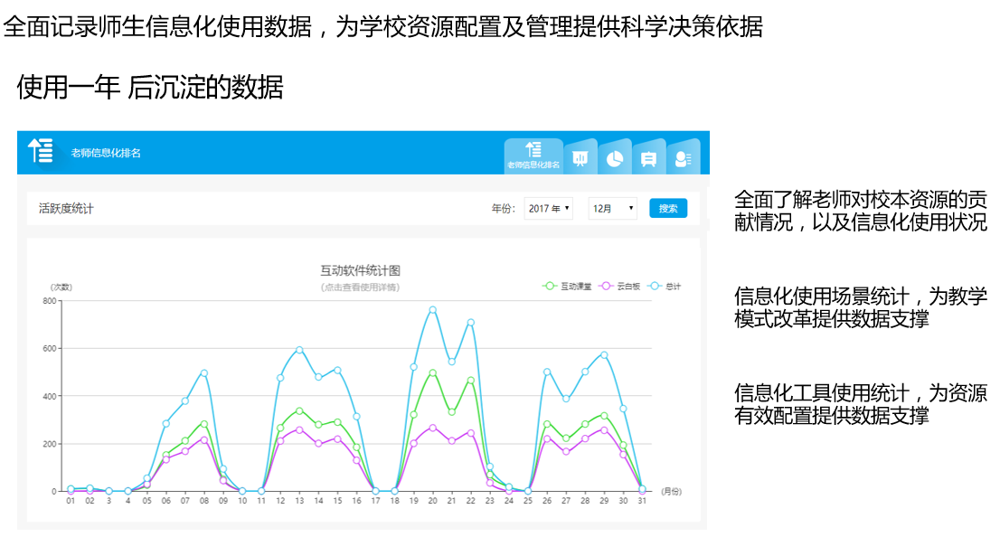 全面记录师生信息化使用数据，为学校资源配置及管理提供科学决策依据
使用一年 后沉淀的数据
老师信息化排名
老师信息化排名
活跃度统计
年份：
2017 年
12月
搜索
互动软件统计图
(点击查看使用详情)
(次数)
互动课堂
云白板
总计
800
600
400
200
0
01 02 3 4 05 06 07 08 09 10 11 12 13 14 15 16 17 18 19 20 21 22 23 24 25 26 27 28 29 30 31
(月份)
全面了解老师对校本资源的贡
献情况，以及信息化使用状况
信息化使用场景统计，为教学
模式改革提供数据支撑
信息化工具使用统计，为资源
有效配置提供数据支撑